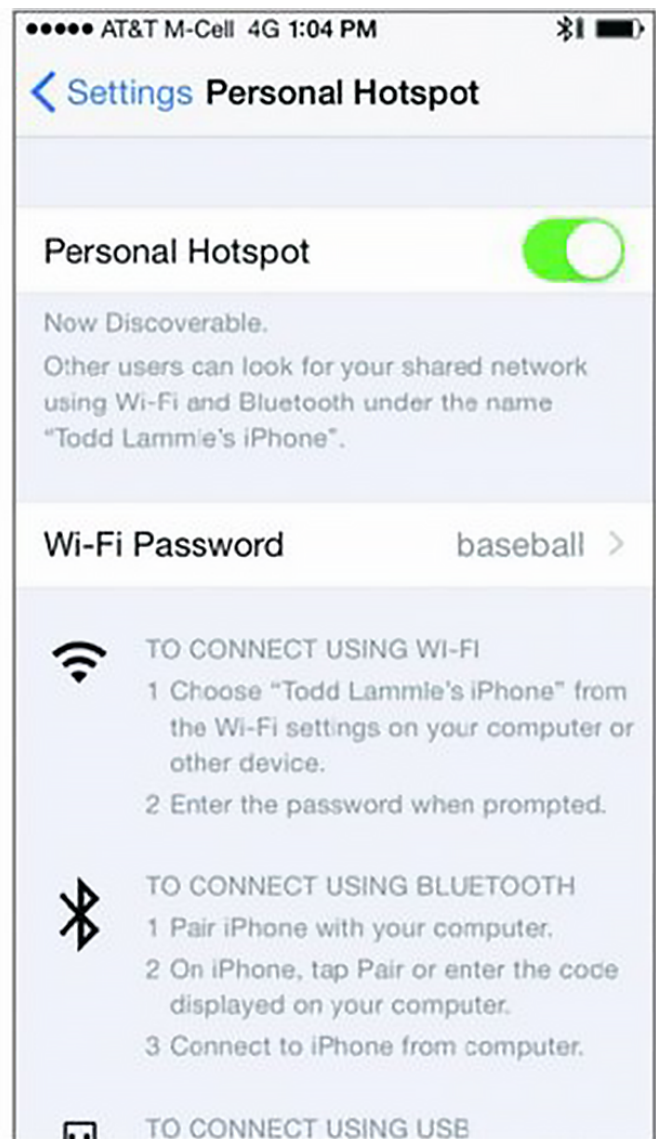 AT&T M-Cell 4G 1:04 PM
Settings Personal Hotspot
Personal Hotspot
Now Discoverable.
Other users can look for your shared network
using Wi-Fi and Bluetooth under the name
“Todd Lammle's iPhone”.
Wi-Fi Password baseball
TO CONNECT USING WI-FI
1 Choose “Todd Lammle's iPhone” from
the Wi-Fi settings on your computer or
other device.
2 Enter the password when prompted.
TO CONNECT USING BLUETOOTH
1 Pair iPhone with your computer.
2 On iPhone, tap Pair or enter the code
displayed on your computer.
3 Connect to iPhone from computer.
TO CONNECT USING USB